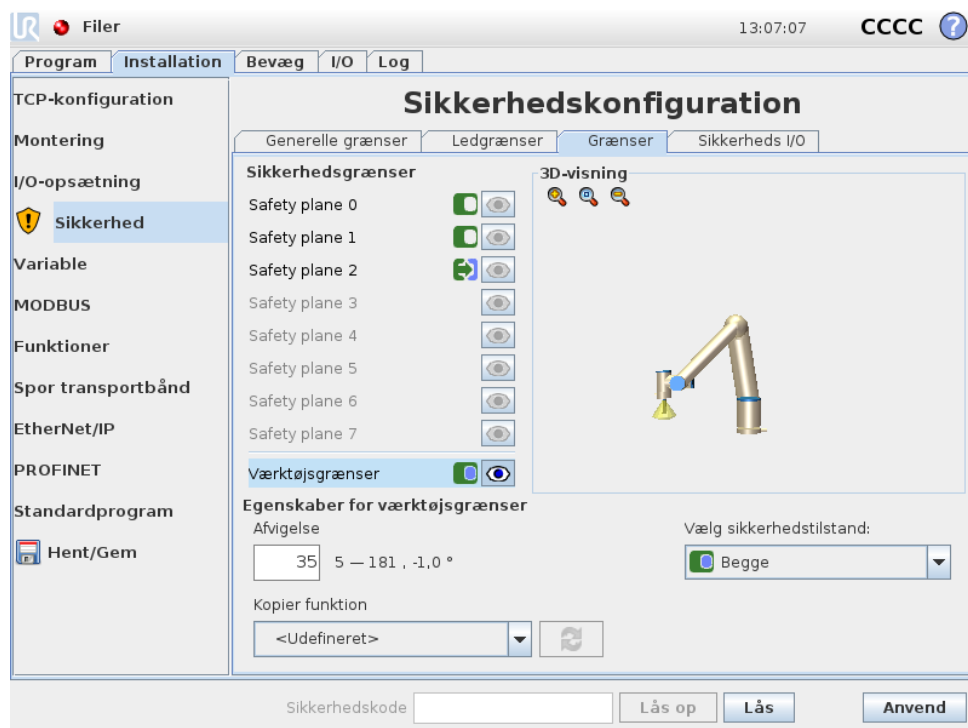 UR Filer 13:07:07 CCCC ?
Program Installation Bevæg I/O Log
TCP-konfiguration
Montering
I/O-opsætning
Sikkerhed
Variable
MODBUS
Funktioner
Spor transportbånd
EtherNet/IP
PROFINET
Standardprogram
Hent/Gem
Sikkerhedskonfiguration
Generelle grænser Ledgrænser Grænser Sikkerheds I/O
Sikkerhedsgrænser
Safety plane 0
Safety plane 1
Safety plane 2
Safety plane 3
Safety plane 4
Safety plane 5
Safety plane 6
Safety plane 7
Værktøjsgrænser
3D-visning
Egenskaber for værktøjsgrænser
Afvigelse
35 5 — 181 , -1,0 °
Vælg sikkerhedstilstand:
Begge
Kopier funktion
<Udefineret>
Sikkerhedskode Lås op Lås Anvend